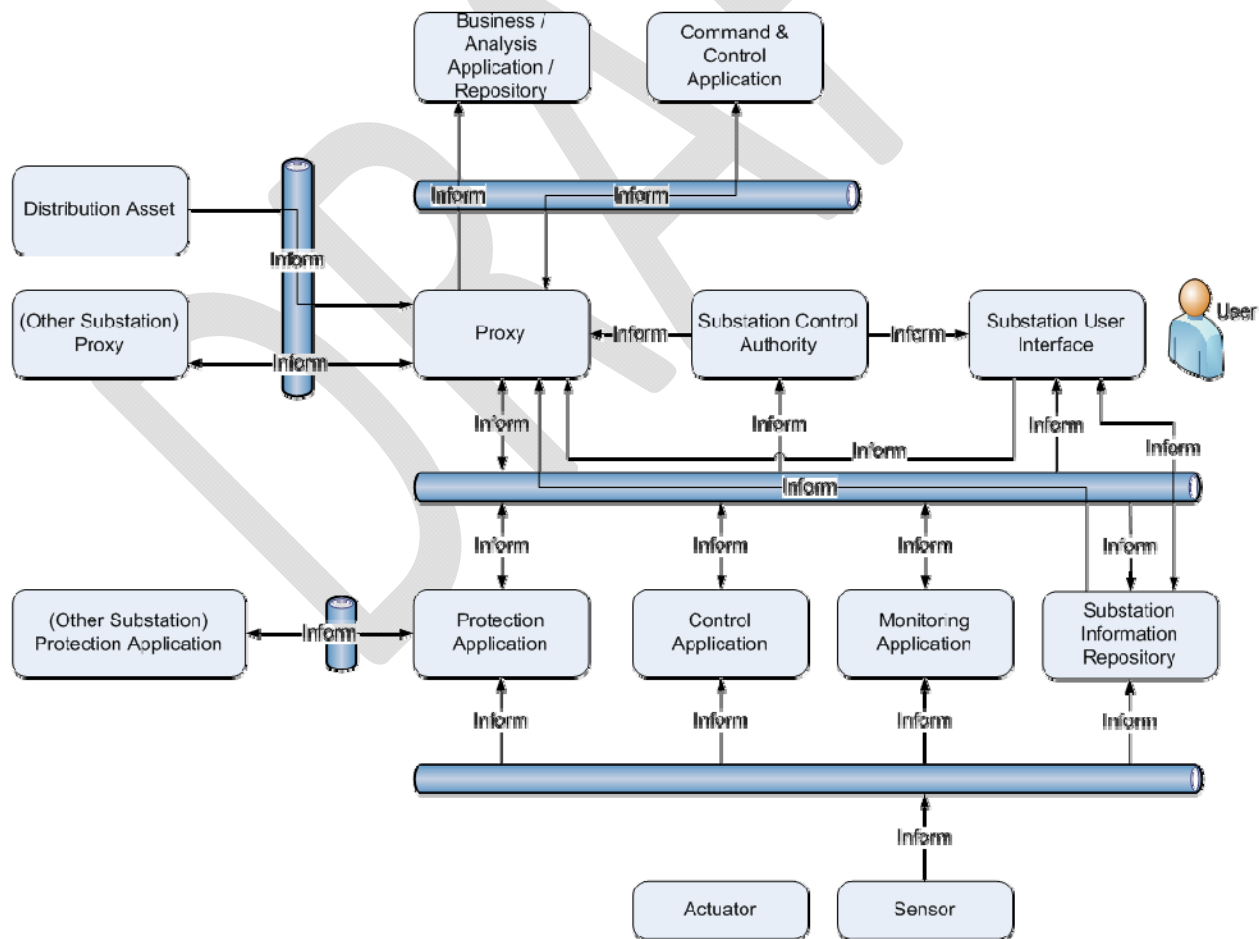 Business /
Analysis
Application /
Repository
Command &
Control
Application
Distribution Asset
Inform
Inform
Inform
(Other Substation)
Proxy
Inform
Proxy
Inform
Substation Control
Authority
Inform
Substation User
Interface
User
Inform
Inform
Inform
Inform
Inform
Inform
Inform
Inform
Inform
Inform
(Other Substation)
Protection Application
Inform
Protection
Application
Control
Application
Monitoring
Application
Substation
Information
Repository
Inform
Inform
Inform
Inform
Inform
Actuator
Sensor